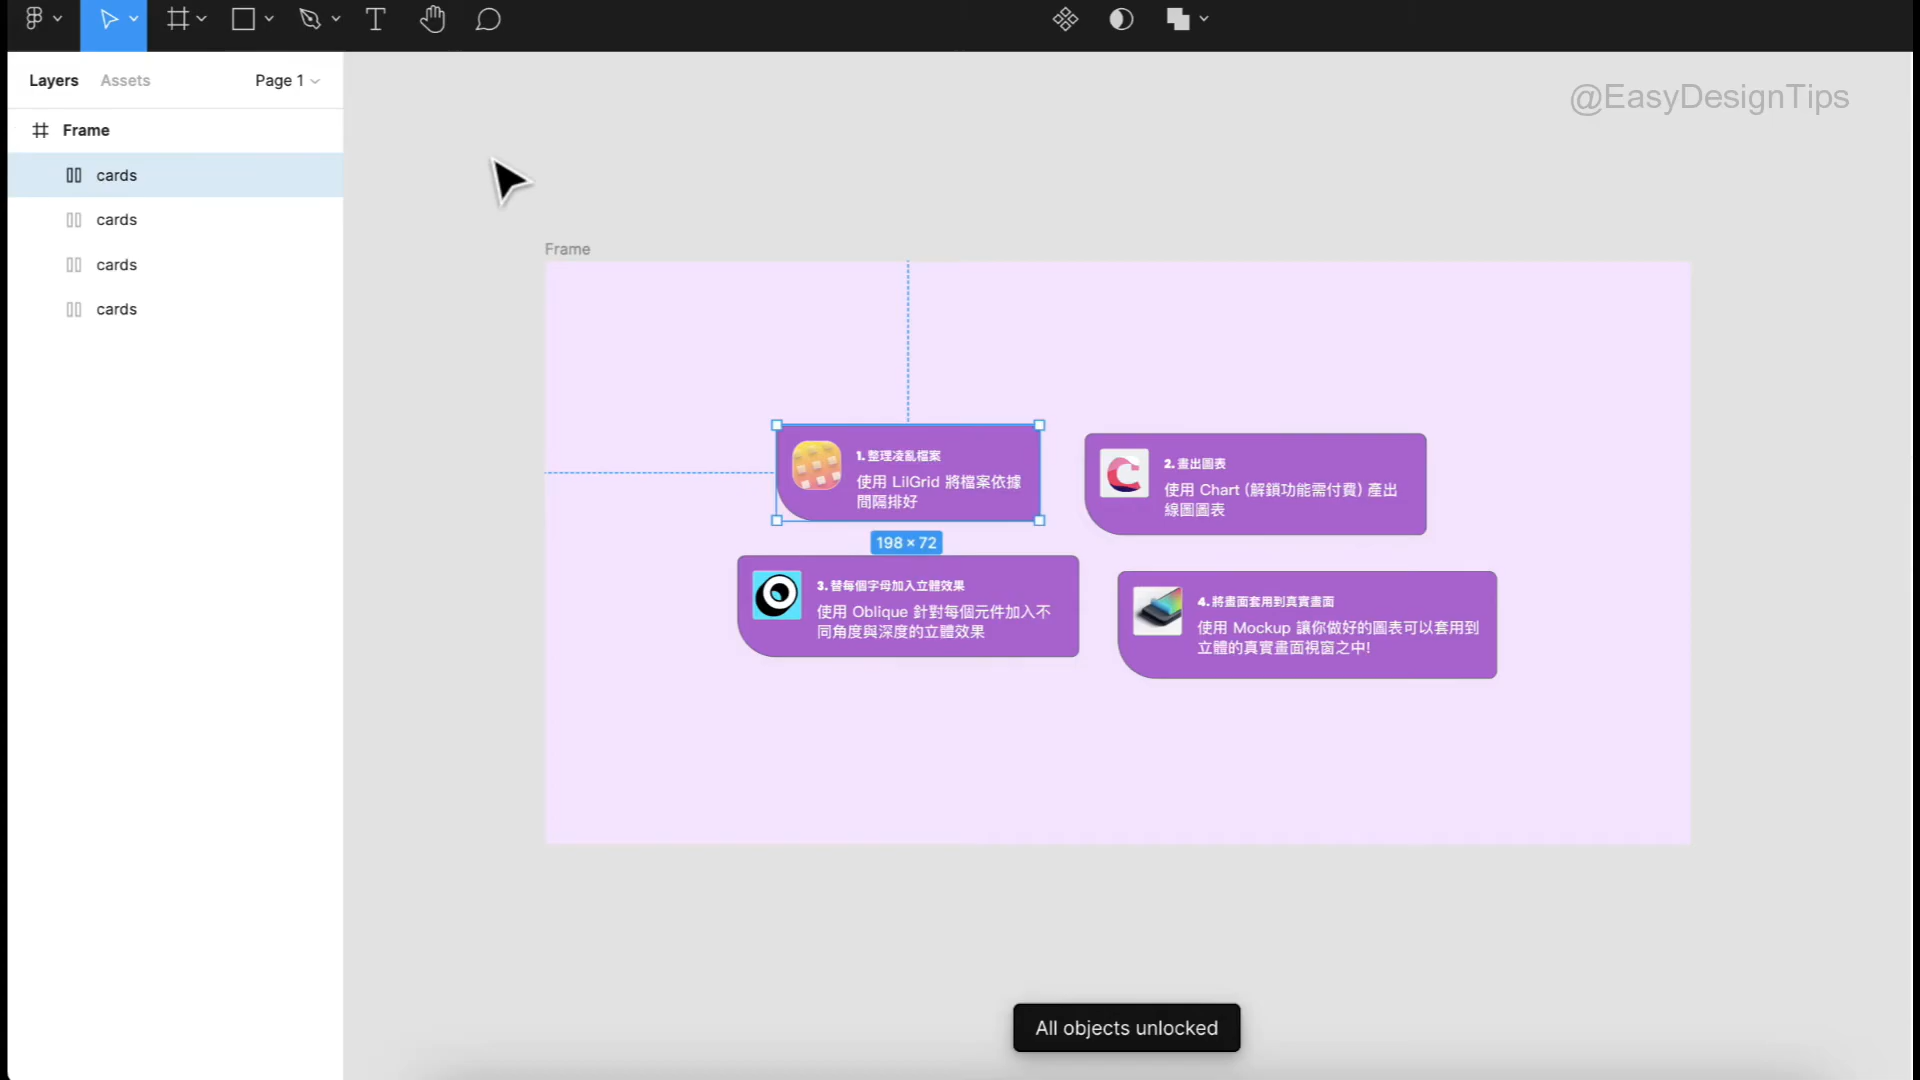 Layers Assets Page 1
@EasyDesignTips
Frame
cards
cards
cards
cards
Frame
1. 整理凌亂檔案
使用 LilGrid 將檔案依據
間隔排好
198 × 72
2. 畫出圖表
使用 Chart (解鎖功能需付費) 產出
線圖圖表
3. 替每個字母加入立體效果
使用 Oblique 針對每個元件加入不
同角度與深度的立體效果
4. 將畫面套用到真實畫面
使用 Mockup 讓你做好的圖表可以套用到
立體的真實畫面視窗之中!
All objects unlocked